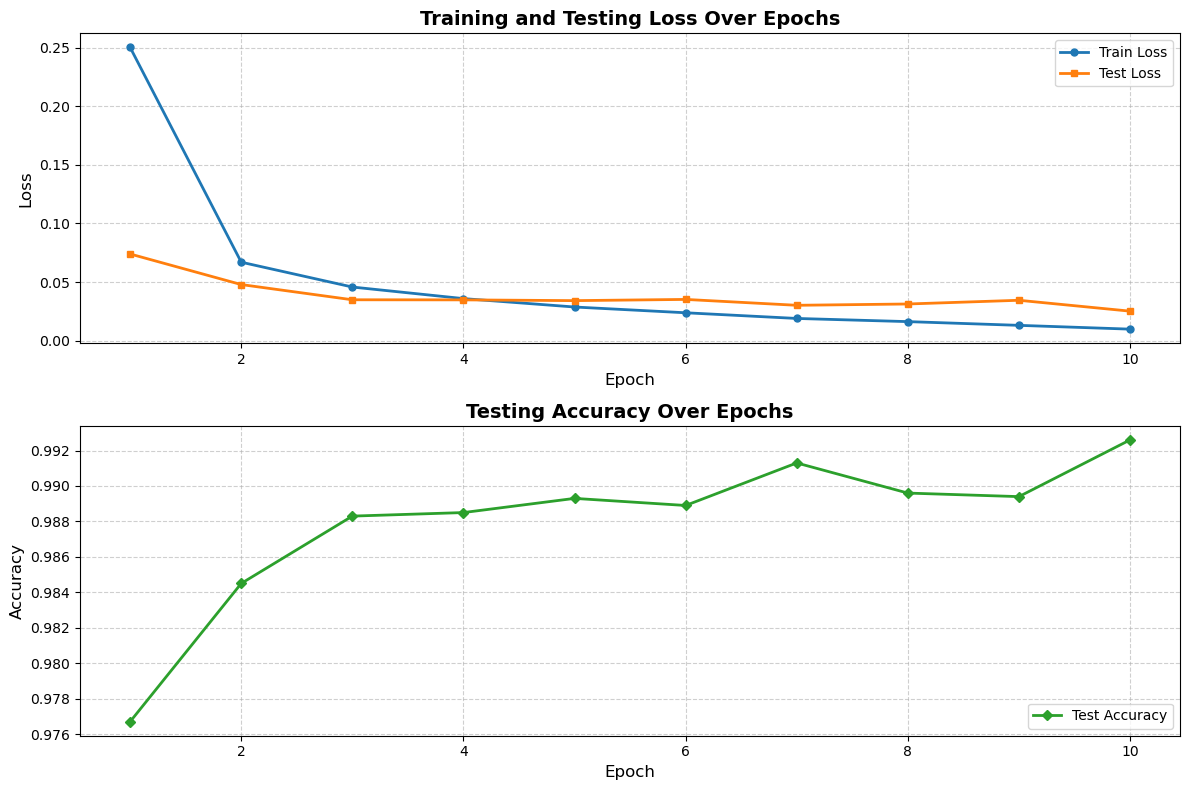 Training and Testing Loss Over Epochs
Train Loss
Test Loss
0.25
0.20
0.15
0.10
0.05
0.00
Loss
2 4 6 8 10
Epoch
Testing Accuracy Over Epochs
0.992
0.990
0.988
0.986
0.984
0.982
0.980
0.978
0.976
Accuracy
Test Accuracy
2 4 6 8 10
Epoch